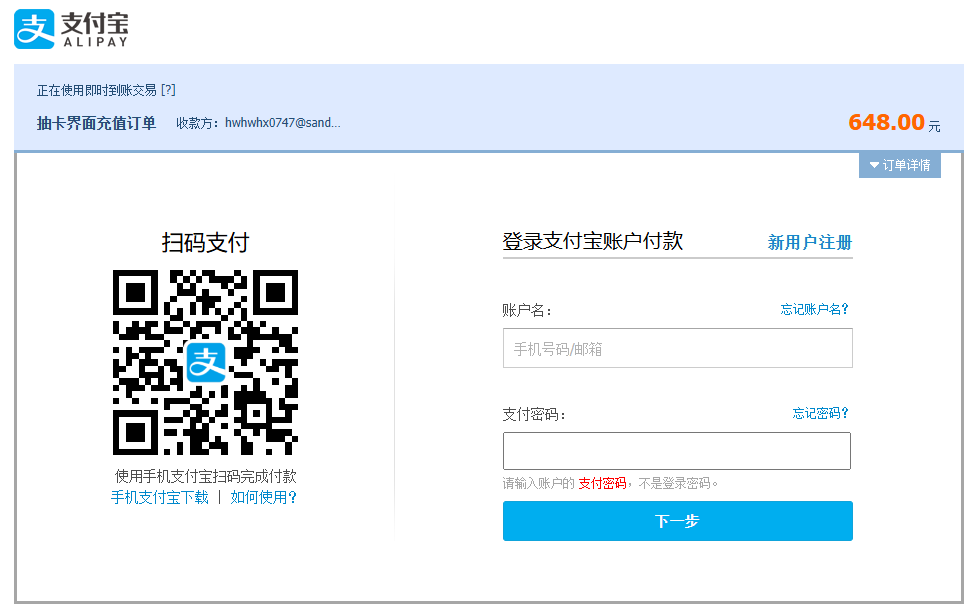 支付宝
ALIPAY
正在使用即时到账交易 [?]
抽卡界面充值订单 收款方：hwhwhx0747@sand...
648.00 元
订单详情
扫码支付
使用手机支付宝扫码完成付款
手机支付宝下载 | 如何使用?
登录支付宝账户付款 新用户注册
账户名： 忘记账户名?
手机号码/邮箱
支付密码： 忘记密码?
请输入账户的 支付密码，不是登录密码。
下一步